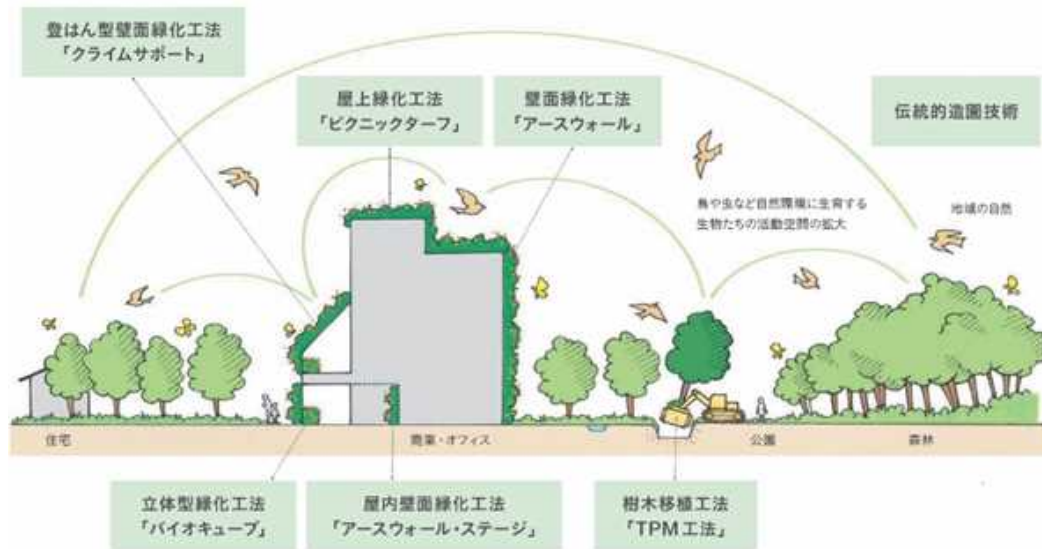 登はん型壁面緑化工法
「クライムサポート」
屋上緑化工法
「ピクニックターフ」
壁面緑化工法
「アースウォール」
伝統的造園技術
鳥や虫など自然環境に生育する
生物たちの活動空間の拡大
地域の自然
住宅
商業・オフィス
公園
森林
立体型緑化工法
「バイオキューブ」
屋内壁面緑化工法
「アースウォール・ステージ」
樹木移植工法
「TPM工法」